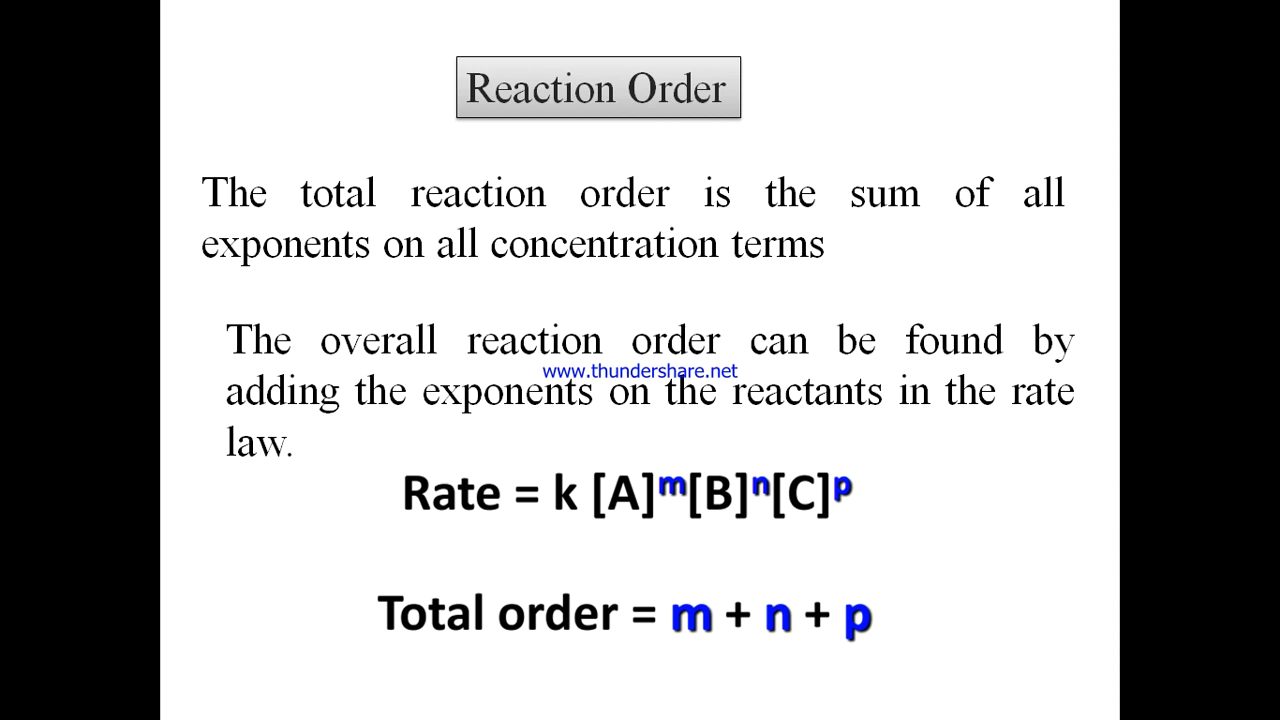 Reaction Order
The total reaction order is the sum of all
exponents on all concentration terms
The overall reaction order can be found by
www.thundershare.net
adding the exponents on the reactants in the rate
law.
Rate = k [A]ᵐ[B]ⁿ[C]ᵖ
Total order = m + n + p